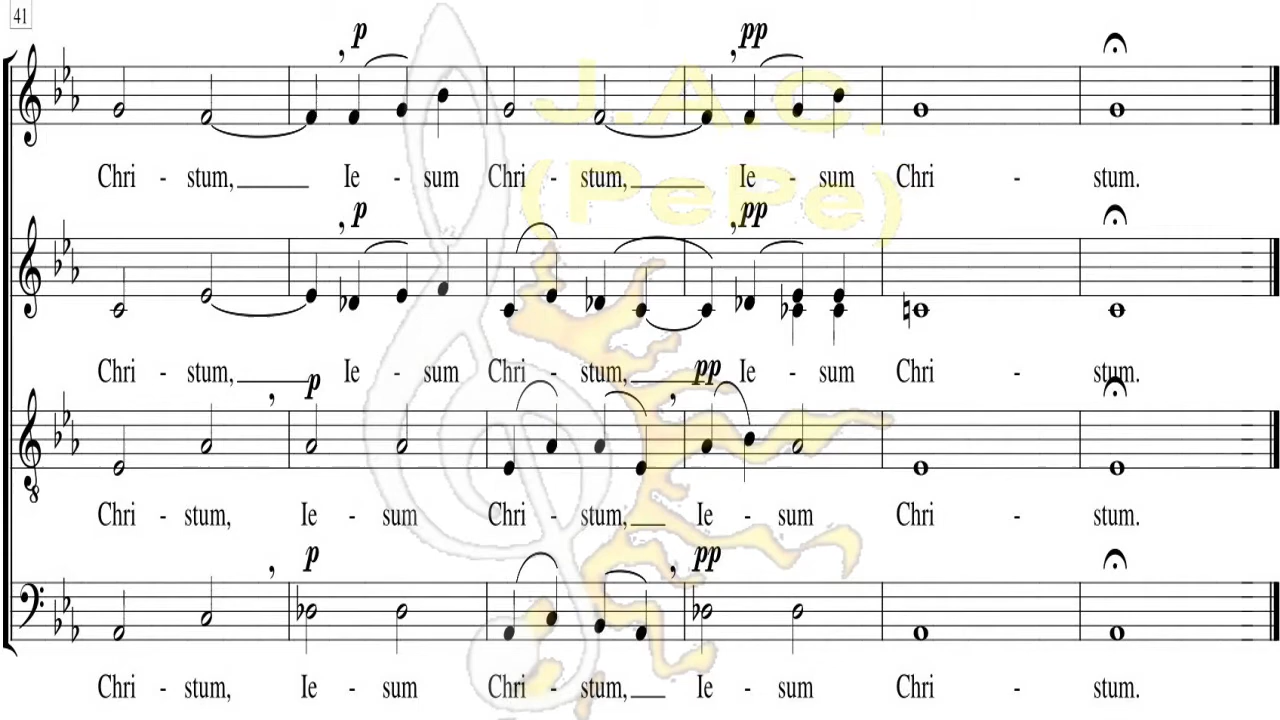 41
p pp
J.A.C.
Chri - stum, Ie - sum Chri - stum, Ie - sum Chri - stum.
(PePe)
p pp
Chri - stum, Ie - sum Chri - stum, Ie - sum Chri - stum.
p pp
8
Chri - stum, Ie - sum Chri - stum, Ie - sum Chri - stum.
p pp
Chri - stum, Ie - sum Chri - stum, Ie - sum Chri - stum.